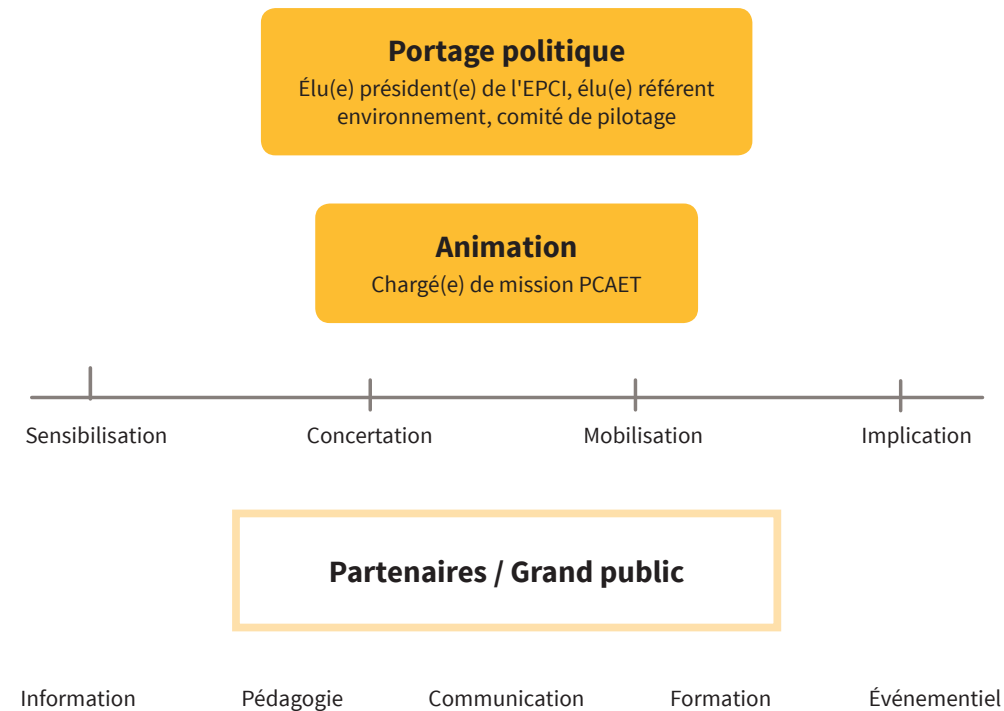 Portage politique
Élu(e) président(e) de l'EPCI, élu(e) référent
environnement, comité de pilotage
Animation
Chargé(e) de mission PCAET
Sensibilisation Concertation Mobilisation Implication
Partenaires / Grand public
Information Pédagogie Communication Formation Événementiel